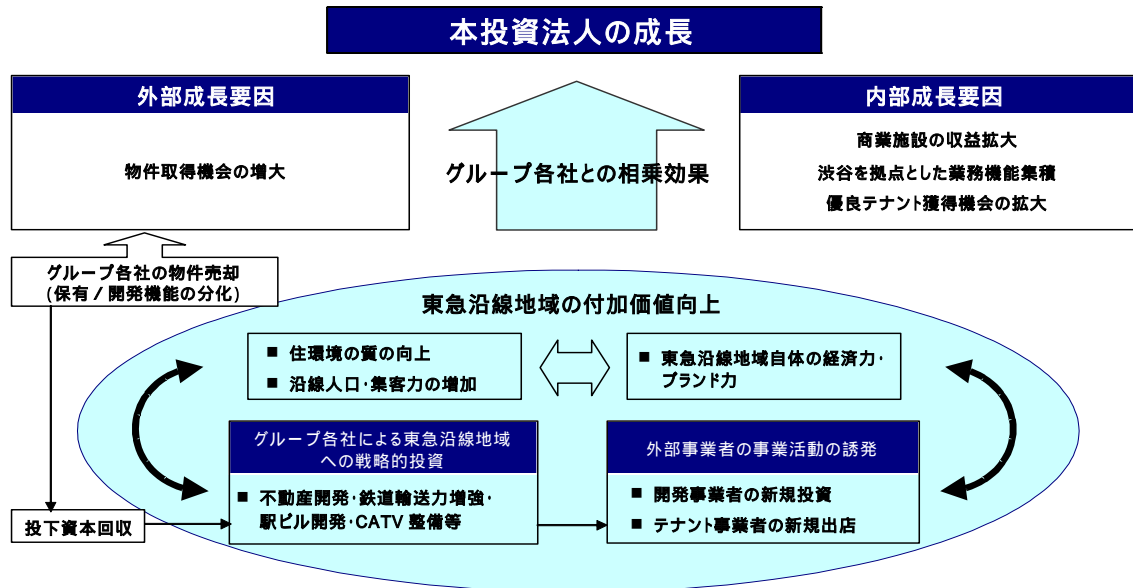 本投資法人の成長
外部成長要因
物件取得機会の増大
グループ各社との相乗効果
内部成長要因
商業施設の収益拡大
渋谷を拠点とした業務機能集積
優良テナント獲得機会の拡大
グループ各社の物件売却
(保有/開発機能の分化)
東急沿線地域の付加価値向上
■ 住環境の質の向上
■ 沿線人口・集客力の増加
■ 東急沿線地域自体の経済力・
ブランド力
グループ各社による東急沿線地域
への戦略的投資
■ 不動産開発・鉄道輸送力増強・
駅ビル開発・CATV 整備等
外部事業者の事業活動の誘発
■ 開発事業者の新規投資
■ テナント事業者の新規出店
投下資本回収